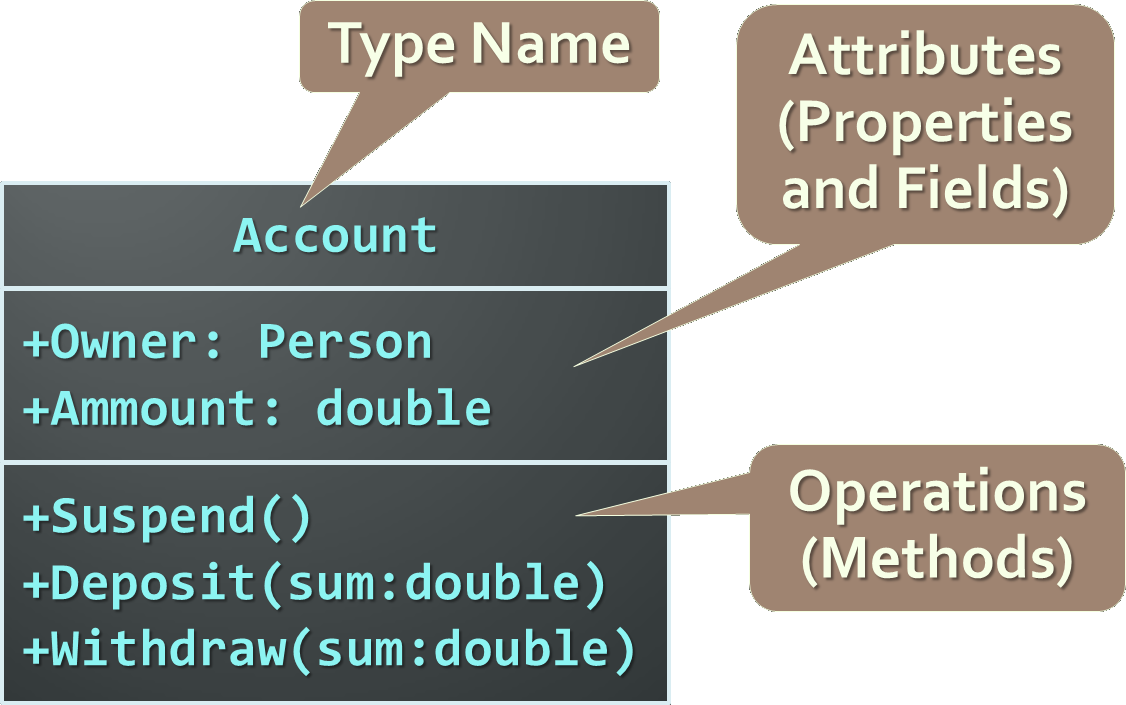 Type Name
Attributes
(Properties
and Fields)
Account
+Owner: Person
+Ammount: double
+Suspend()
+Deposit(sum:double)
+Withdraw(sum:double)
Operations
(Methods)